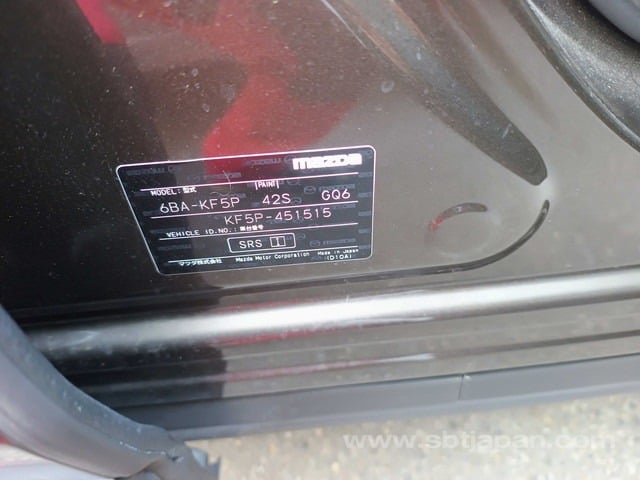 mazda
MODEL:型式 PAINT
6BA-KF5P 42S GQ6
KF5P-451515
VEHICLE ID.NO.:車台番号
SRS
マツダ株式会社 Mazda Motor Corporation Made in Japan
(D10A)
www.sbtjapan.com